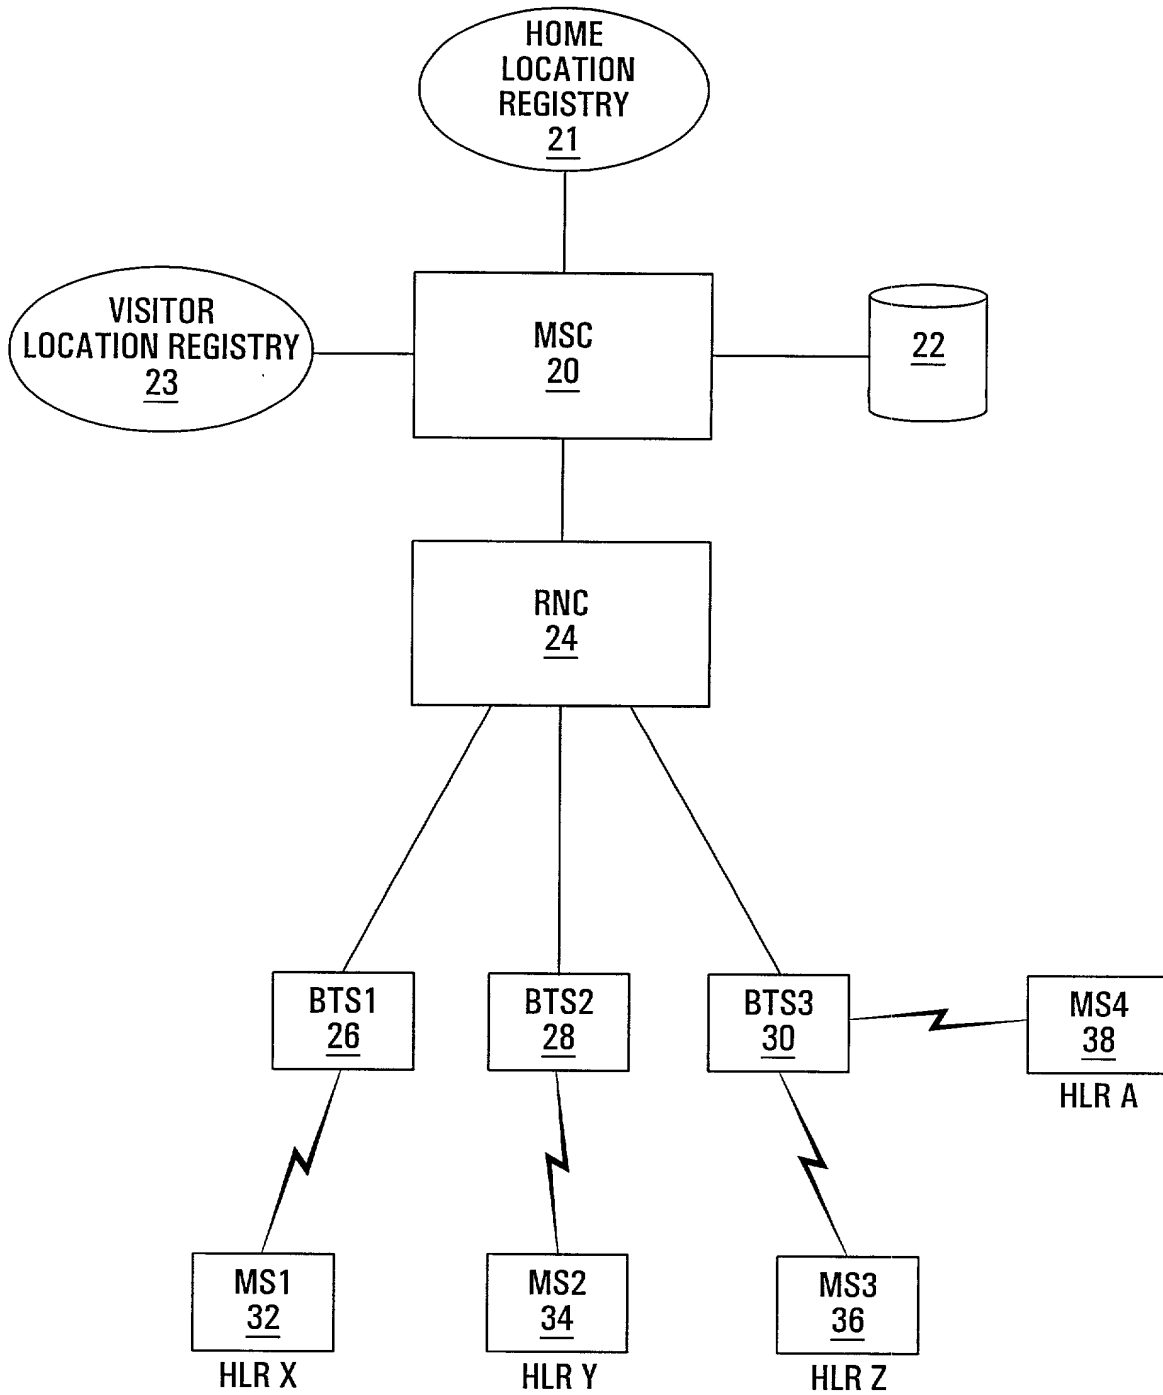 HOME
LOCATION
REGISTRY
21
VISITOR
LOCATION REGISTRY
23
MSC
20
22
RNC
24
BTS1
26
BTS2
28
BTS3
30
MS4
38
HLR A
MS1
32
HLR X
MS2
34
HLR Y
MS3
36
HLR Z